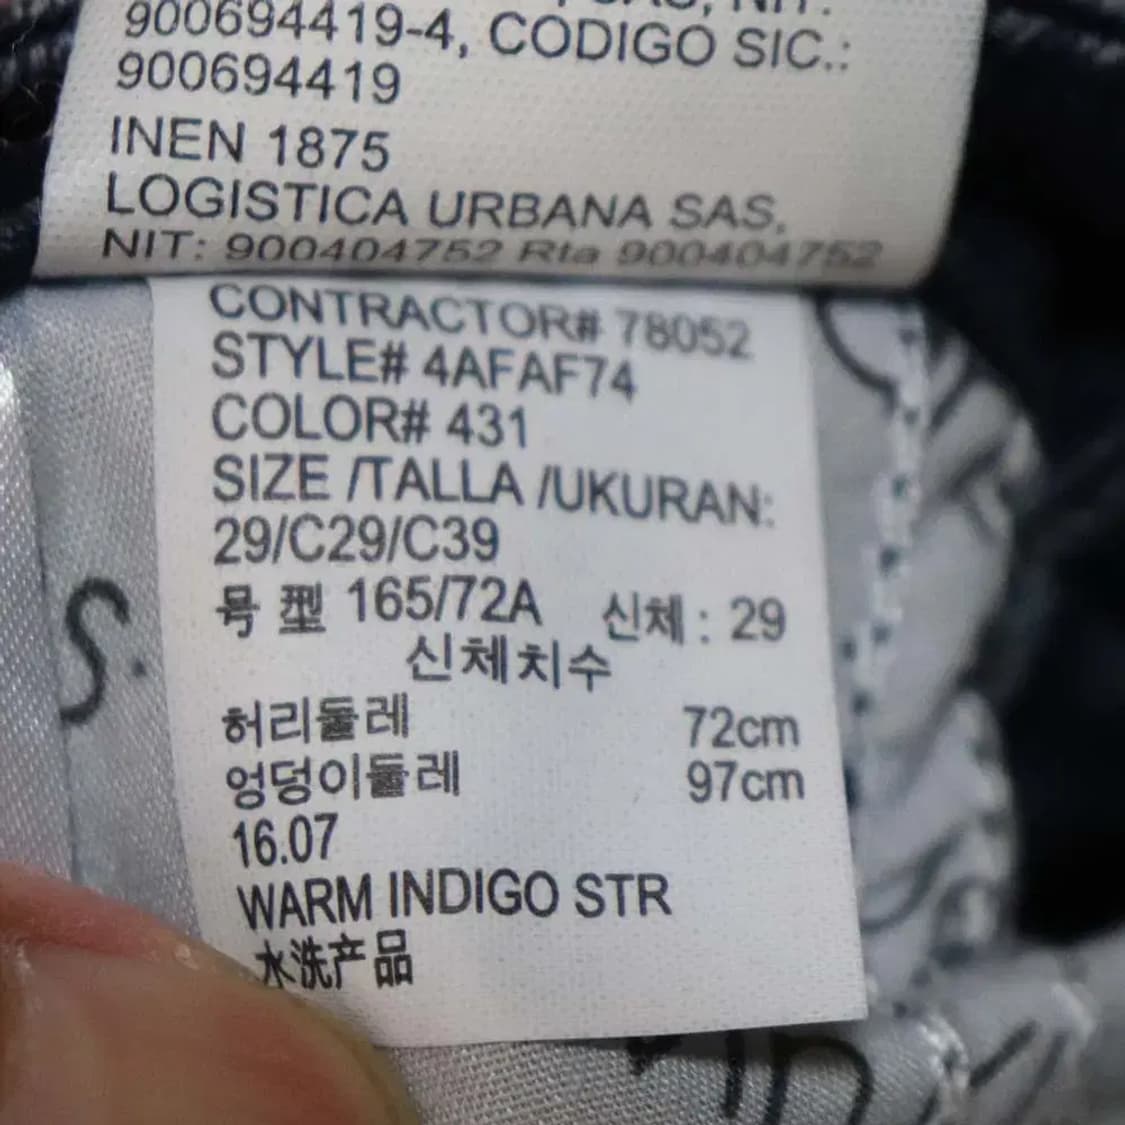 900694419-4, CODIGO SIC.:
900694419
INEN 1875
LOGISTICA URBANA SAS,
NIT: 900404752 Rta 900404752
CONTRACTOR# 78052
STYLE# 4AFAF74
COLOR# 431
SIZE /TALLA /UKURAN:
29/C29/C39
号 型 165/72A 신체 : 29
신체치수
허리둘레 72cm
엉덩이둘레 97cm
16.07
WARM INDIGO STR
水洗产品